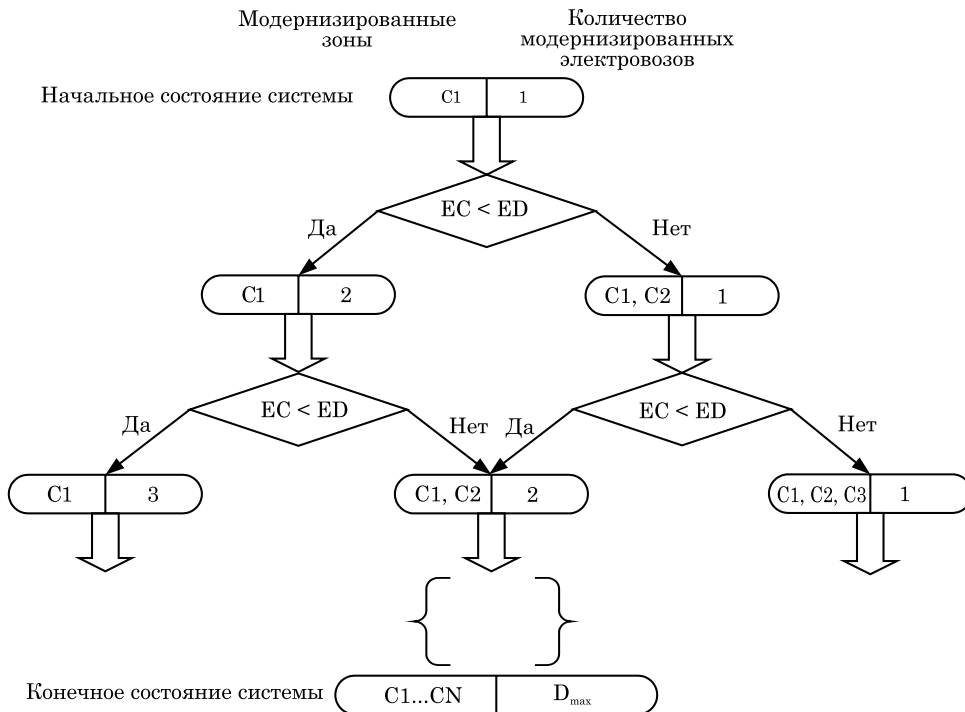 Модернизированные
зоны
Количество
модернизированных
электровозов
Начальное состояние системы
C1 1
EC < ED
Да Нет
C1 2
C1, C2 1
EC < ED
EC < ED
Да Нет Да Нет
C1 3
C1, C2 2
C1, C2, C3 1
Конечное состояние системы
C1...CN Dmax